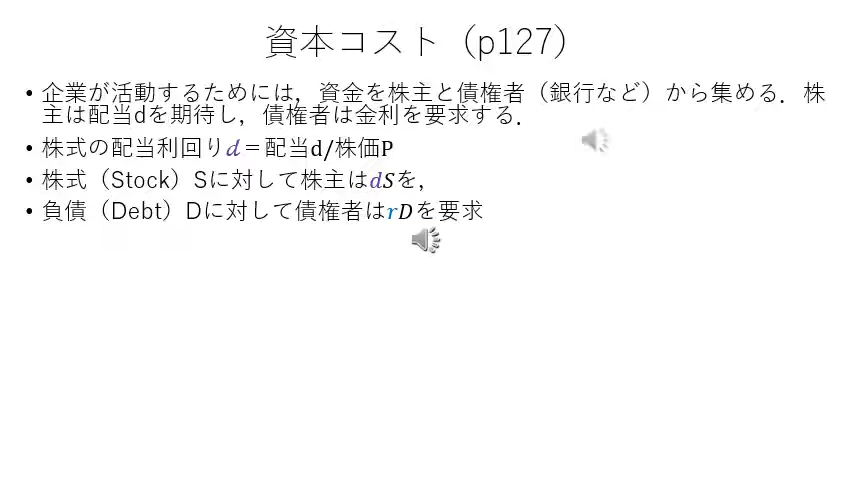 資本コスト（p127）
• 企業が活動するためには，資金を株主と債権者（銀行など）から集める．株
主は配当dを期待し，債権者は金利を要求する．
• 株式の配当利回りd＝配当d/株価P
• 株式（Stock）Sに対して株主はdSを，
• 負債（Debt）Dに対して債権者はrDを要求